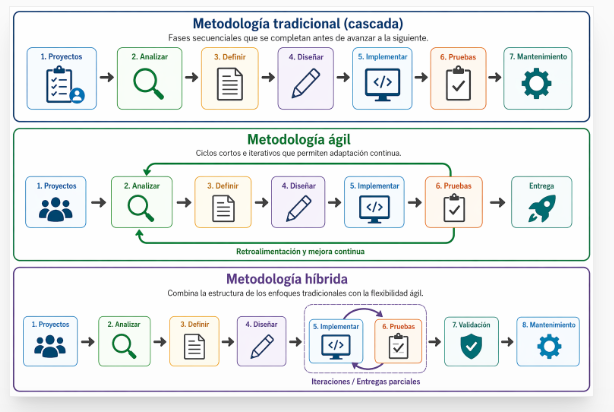 Metodología tradicional (cascada)
Fases secuenciales que se completan antes de avanzar a la siguiente.
1. Proyectos
2. Analizar
3. Definir
4. Diseñar
5. Implementar
6. Pruebas
7. Mantenimiento
</>
Metodología ágil
Ciclos cortos e iterativos que permiten adaptación continua.
1. Proyectos
2. Analizar
3. Definir
4. Diseñar
5. Implementar
6. Pruebas
Entrega
</>
Retroalimentación y mejora continua
Metodología híbrida
Combina la estructura de los enfoques tradicionales con la flexibilidad ágil.
1. Proyectos
2. Analizar
3. Definir
4. Diseñar
5. Implementar
6. Pruebas
7. Validación
8. Mantenimiento
</>
Iteraciones / Entregas parciales